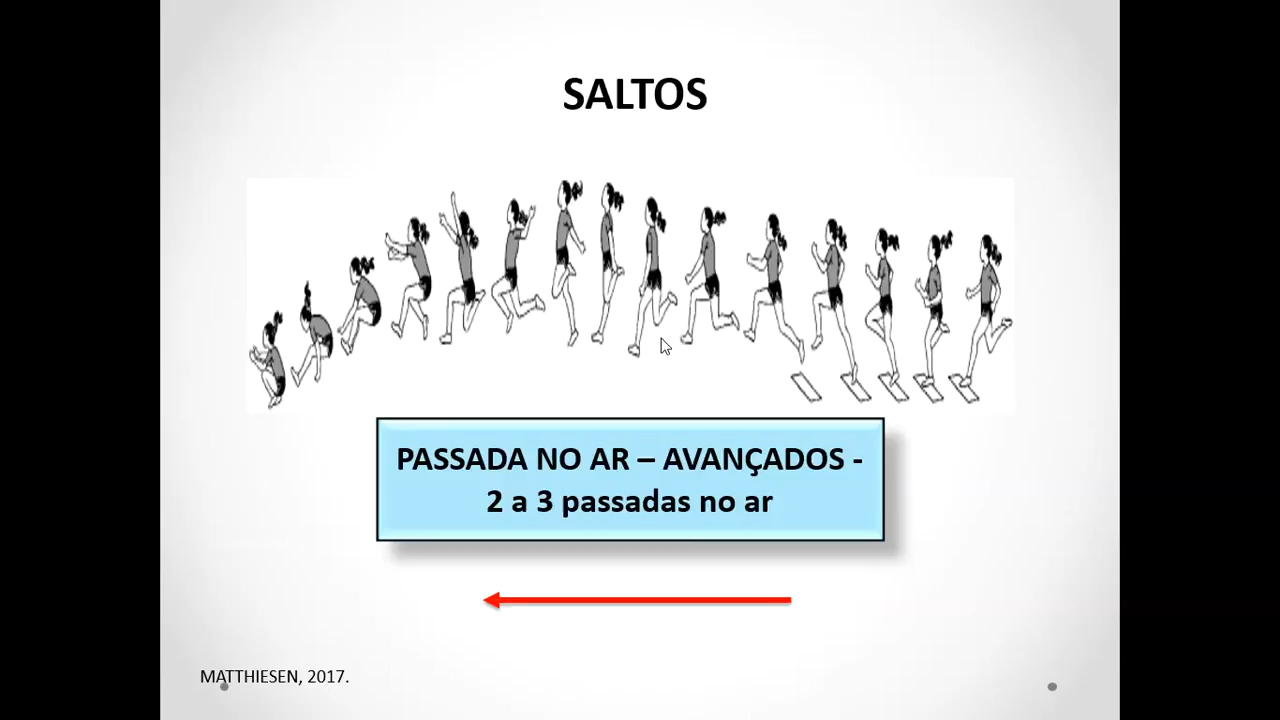 SALTOS
PASSADA NO AR – AVANÇADOS -
2 a 3 passadas no ar
MATTHIESEN, 2017.